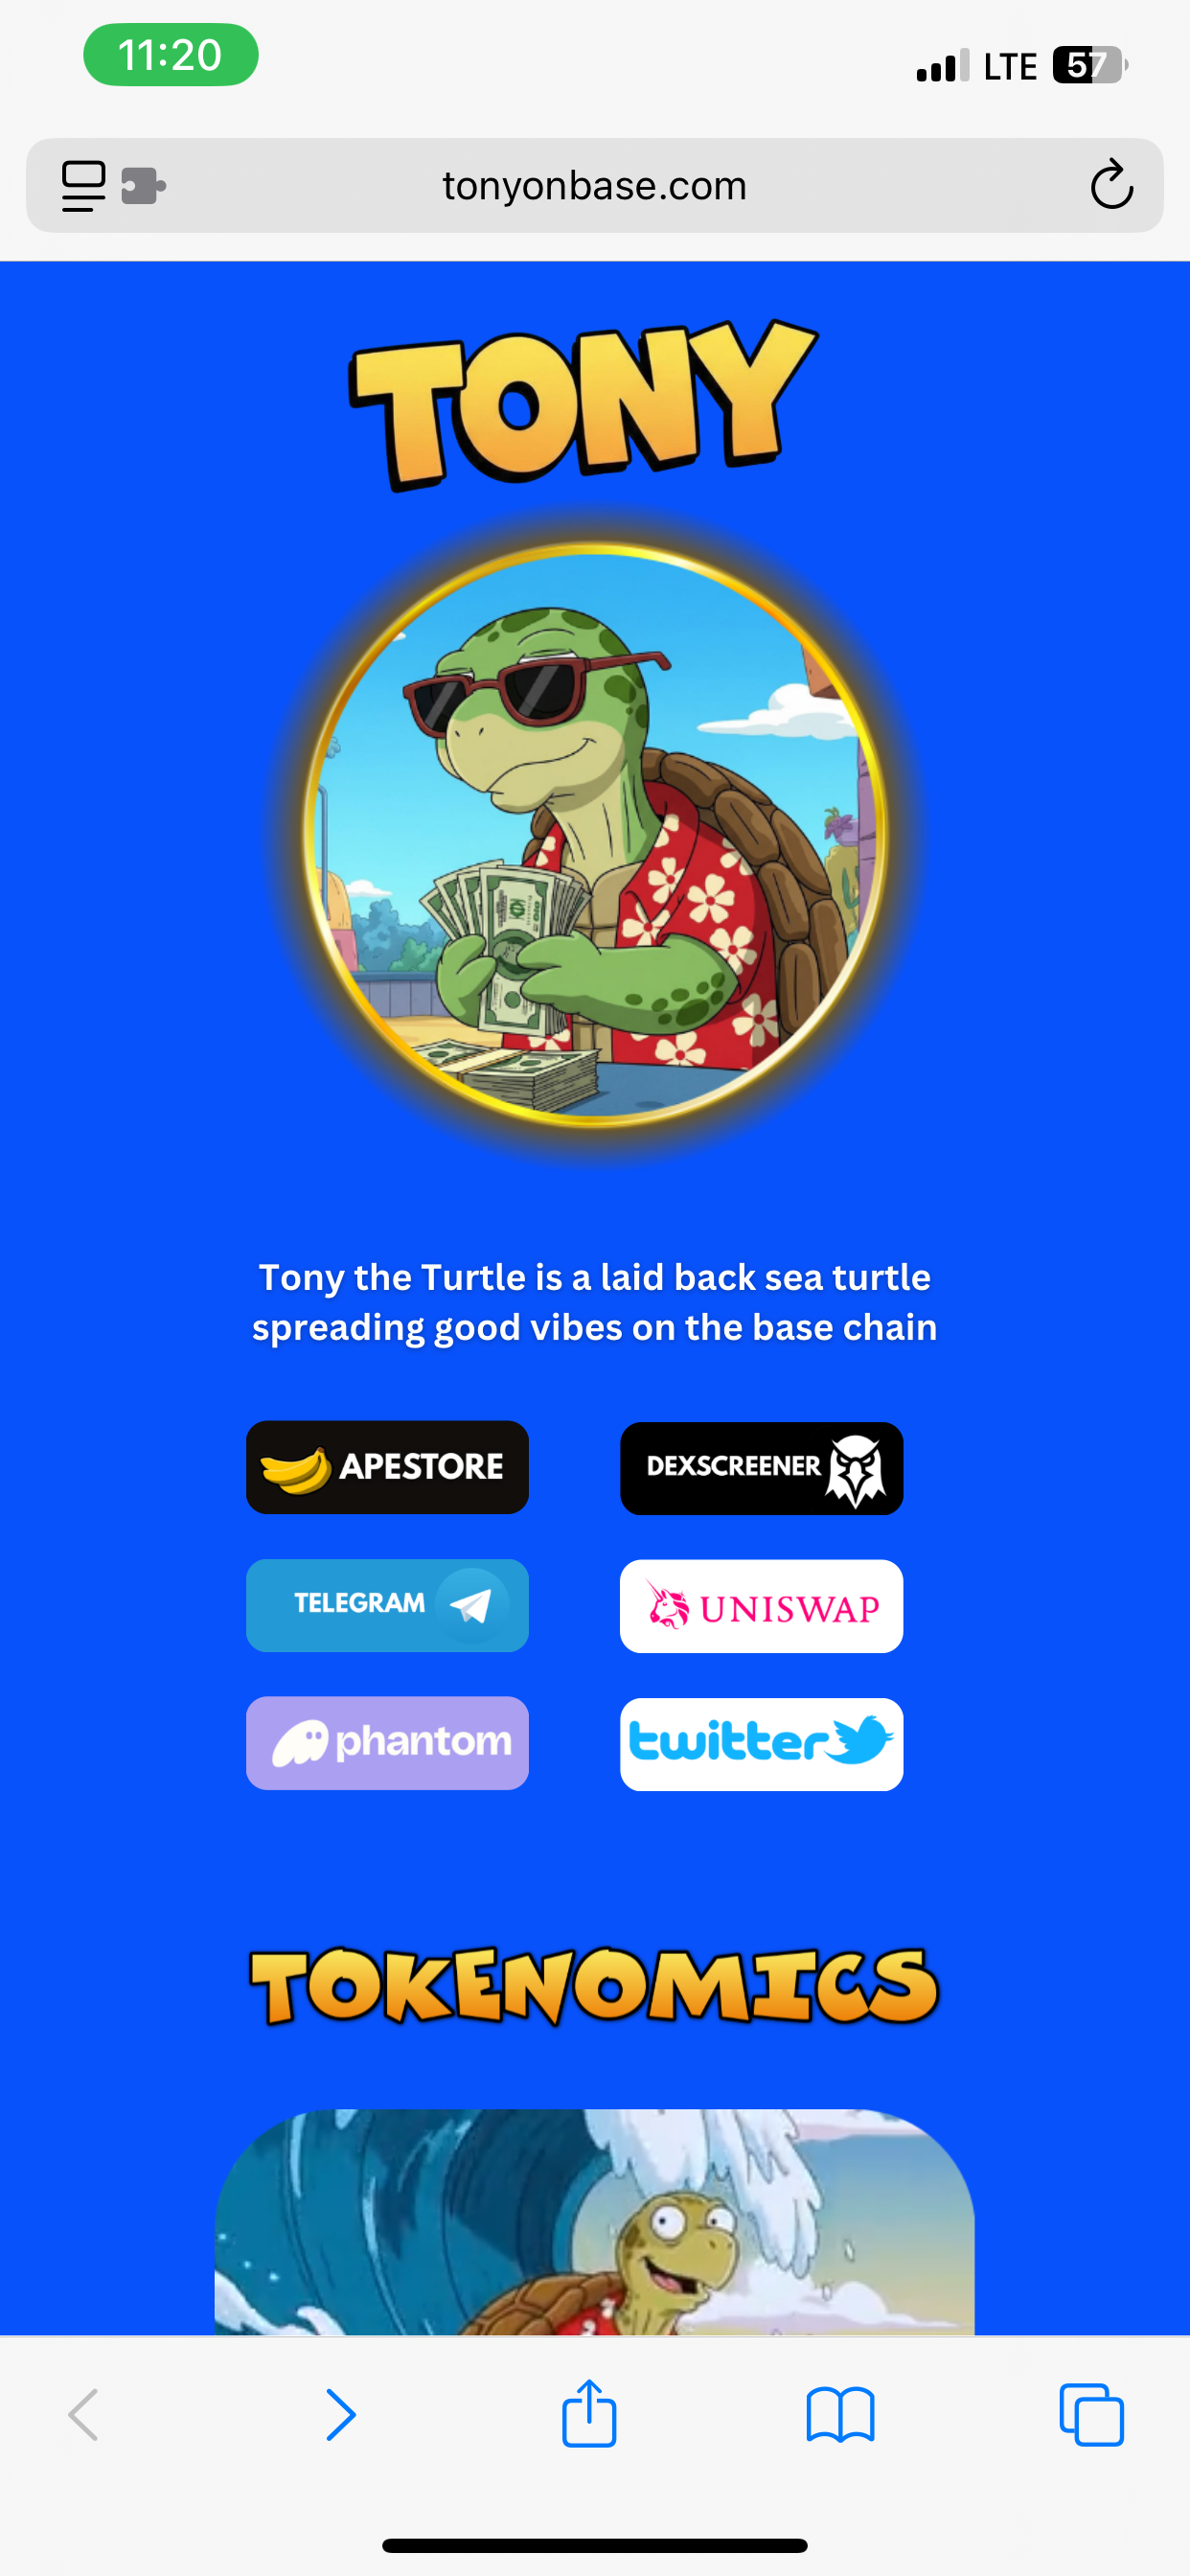 11:20
LTE 57
tonyonbase.com
TONY
Tony the Turtle is a laid back sea turtle
spreading good vibes on the base chain
APESTORE
DEXSCREENER
TELEGRAM
UNISWAP
phantom
twitter
TOKENOMICS